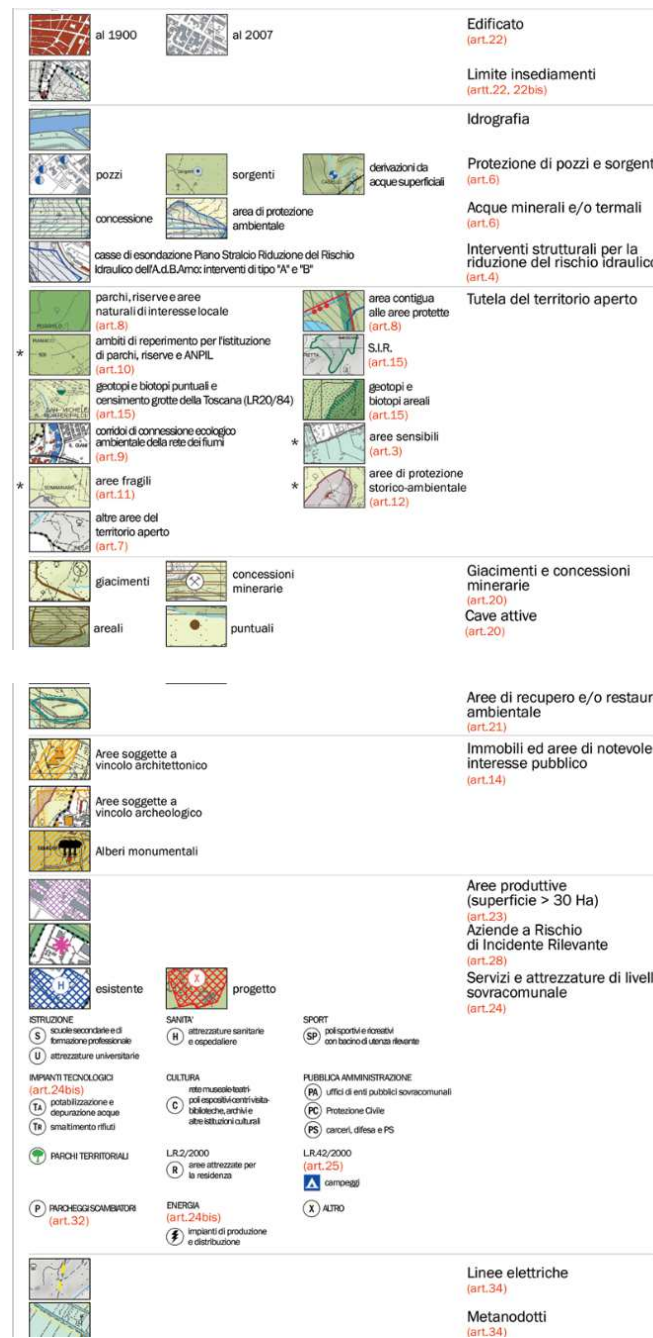 al 1900
al 2007
Edificato
(art.22)
Limite insediamenti
(artt.22, 22bis)
Idrografia
pozzi
sorgenti
derivazioni da
acque superficiali
Protezione di pozzi e sorgent
(art.6)
concessione
area di protezione
ambientale
Acque minerali e/o termali
(art.6)
casse di esondazione Piano Stralcio Riduzione del Rischio
Idraulico dell'A.d.B.Arno: interventi di tipo "A" e "B"
Interventi strutturali per la
riduzione del rischio idraulico
(art.4)
parchi, riserve e aree
naturali di interesse locale
(art.8)
area contigua
alle aree protette
(art.8)
Tutela del territorio aperto
* ambiti di reperimento per l'istituzione
di parchi, riserve e ANPIL
(art.10)
S.I.R.
(art.15)
geotopi e biotopi puntuali e
censimento grotte della Toscana (LR20/84)
(art.15)
geotopi e
biotopi areali
(art.15)
corridoi di connessione ecologico
ambientale della rete dei fiumi
(art.9)
* aree sensibili
(art.3)
* aree fragili
(art.11)
* aree di protezione
storico-ambientale
(art.12)
altre aree del
territorio aperto
(art.7)
giacimenti
concessioni
minerarie
Giacimenti e concessioni
minerarie
(art.20)
areali
puntuali
Cave attive
(art.20)
Aree di recupero e/o restaur
ambientale
(art.21)
Aree soggette a
vincolo architettonico
Immobili ed aree di notevole
interesse pubblico
(art.14)
Aree soggette a
vincolo archeologico
Alberi monumentali
Aree produttive
(superficie > 30 Ha)
(art.23)
Aziende a Rischio
di Incidente Rilevante
(art.28)
H
esistente
X
progetto
Servizi e attrezzature di livell
sovracomunale
(art.24)
ISTRUZIONE
S scuole secondarie e di
formazione professionale
U attrezzature universitarie
SANITA'
H attrezzature sanitarie
e ospedaliere
SPORT
SP poli sportivi e ricreativi
con bacino di utenza rilevante
IMPIANTI TECNOLOGICI
(art.24bis)
TA potabilizzazione e
depurazione acque
TR smaltimento rifiuti
CULTURA
C rete museale-teatri-
poli espositivi-centri visita-
biblioteche, archivi e
altre istituzioni culturali
PUBBLICA AMMINISTRAZIONE
PA uffici di enti pubblici sovracomunali
PC Protezione Civile
PS carceri, difesa e PS
PARCHI TERRITORIALI
L.R.2/2000
R aree attrezzate per
la residenza
L.R.42/2000
(art.25)
campeggi
P PARCHEGGI SCAMBIATORI
(art.32)
ENERGIA
(art.24bis)
impianti di produzione
e distribuzione
X ALTRO
Linee elettriche
(art.34)
Metanodotti
(art.34)